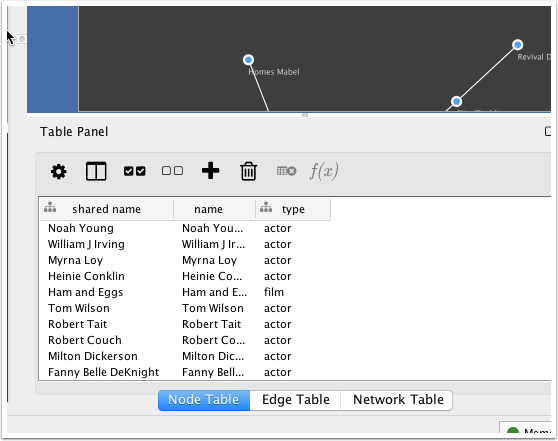 Homes Mabel
Revival D
Table Panel
f(x)
shared name name type
Noah Young Noah You... actor
William J Irving William J Ir... actor
Myrna Loy Myrna Loy actor
Heinie Conklin Heinie Co... actor
Ham and Eggs Ham and E... film
Tom Wilson Tom Wilson actor
Robert Tait Robert Tait actor
Robert Couch Robert Co... actor
Milton Dickerson Milton Dic... actor
Fanny Belle DeKnight Fanny Bell... actor
Node Table Edge Table Network Table